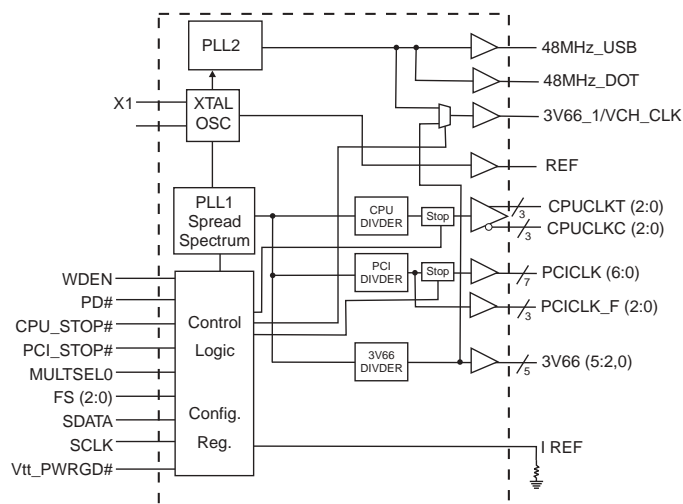 PLL2
48MHz_USB
48MHz_DOT
X1
XTAL
OSC
3V66_1/VCH_CLK
REF
PLL1
Spread
Spectrum
CPU
DIVDER
Stop
3
CPUCLKT (2:0)
3
CPUCLKC (2:0)
WDEN
PD#
CPU_STOP#
PCI_STOP#
MULTSEL0
FS (2:0)
SDATA
SCLK
Vtt_PWRGD#
Control
Logic
Config.
Reg.
PCI
DIVDER
Stop
7
PCICLK (6:0)
3
PCICLK_F (2:0)
3V66
DIVDER
5
3V66 (5:2,0)
I REF